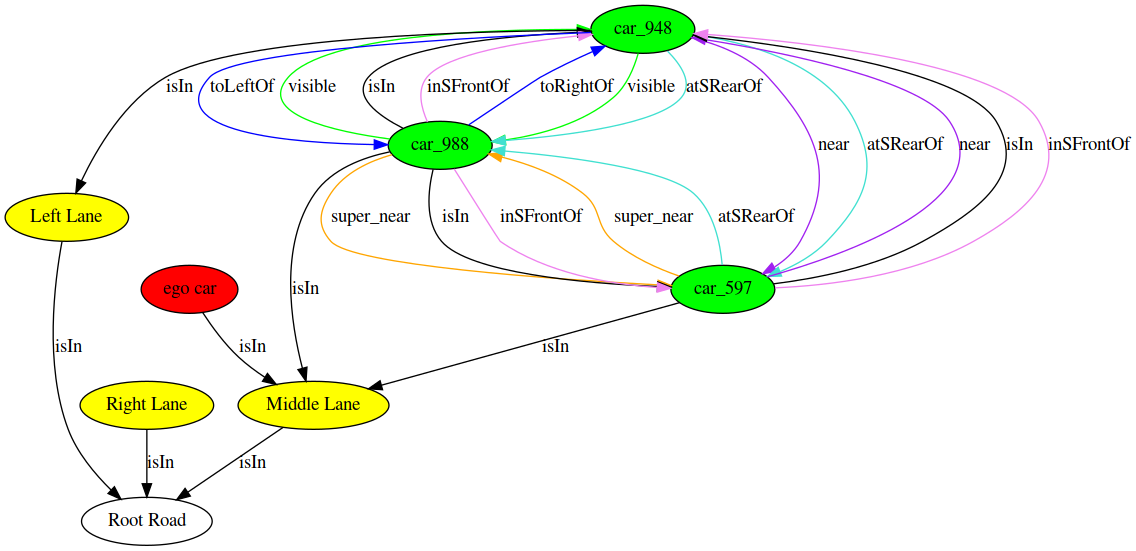 car_948
isIn
toLeftOf
visible
isIn
inSFrontOf
toRightOf
visible
atSRearOf
car_988
near
atSRearOf
near
isIn
inSFrontOf
Left Lane
super_near
isIn
inSFrontOf
super_near
atSRearOf
ego car
isIn
car_597
isIn
isIn
isIn
Right Lane
Middle Lane
isIn
isIn
Root Road